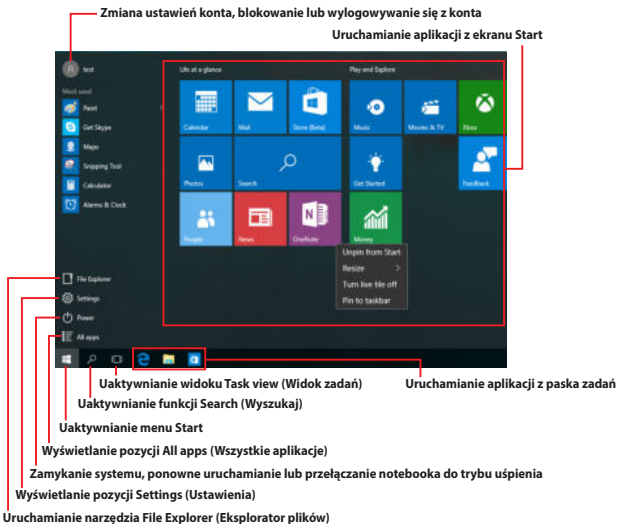 Zmiana ustawień konta, blokowanie lub wylogowywanie się z konta
Uruchamianie aplikacji z ekranu Start
test
Life at a glance
Play and Explore
Most used
Paint
Get Skype
Maps
Snipping Tool
Calculator
Alarms & Clock
Calendar
Mail
Store (Beta)
Music
Movies & TV
Xbox
Photos
Search
Get Started
Feedback
People
News
OneNote
Money
Unpin from Start
Resize
Turn live tile off
Pin to taskbar
File Explorer
Settings
Power
All apps
Uaktywnianie widoku Task view (Widok zadań)
Uruchamianie aplikacji z paska zadań
Uaktywnianie funkcji Search (Wyszukaj)
Uaktywnianie menu Start
Wyświetlanie pozycji All apps (Wszystkie aplikacje)
Zamykanie systemu, ponowne uruchamianie lub przełączanie notebooka do trybu uśpienia
Wyświetlanie pozycji Settings (Ustawienia)
Uruchamianie narzędzia File Explorer (Eksplorator plików)